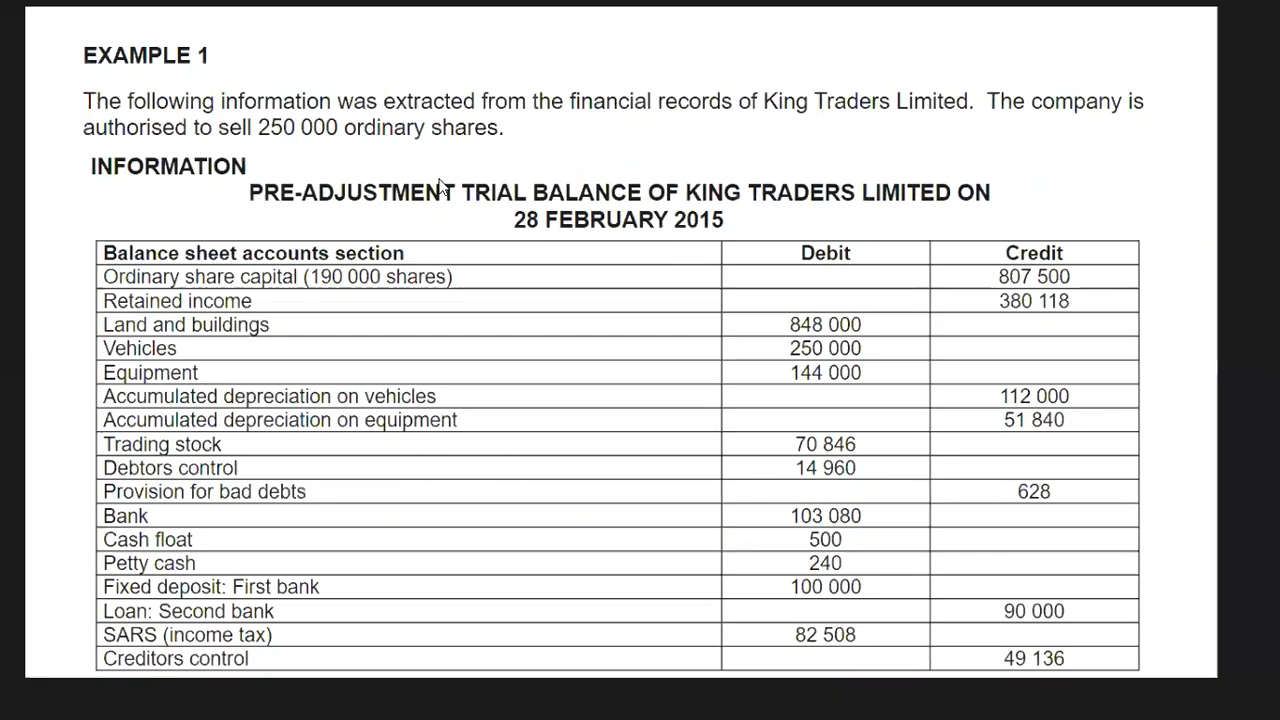 EXAMPLE 1
The following information was extracted from the financial records of King Traders Limited. The company is
authorised to sell 250 000 ordinary shares.
INFORMATION
PRE-ADJUSTMENT TRIAL BALANCE OF KING TRADERS LIMITED ON
28 FEBRUARY 2015
Balance sheet accounts section Debit Credit
Ordinary share capital (190 000 shares) 807 500
Retained income 380 118
Land and buildings 848 000
Vehicles 250 000
Equipment 144 000
Accumulated depreciation on vehicles 112 000
Accumulated depreciation on equipment 51 840
Trading stock 70 846
Debtors control 14 960
Provision for bad debts 628
Bank 103 080
Cash float 500
Petty cash 240
Fixed deposit: First bank 100 000
Loan: Second bank 90 000
SARS (income tax) 82 508
Creditors control 49 136